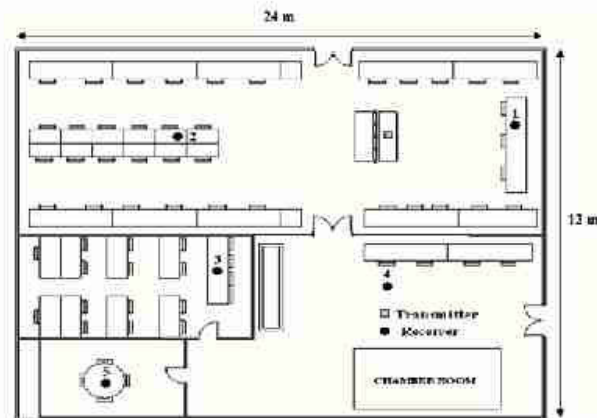 24 m
1
2
12 m
3
4
Transmitter
Receiver
5
CHAMBER ROOM